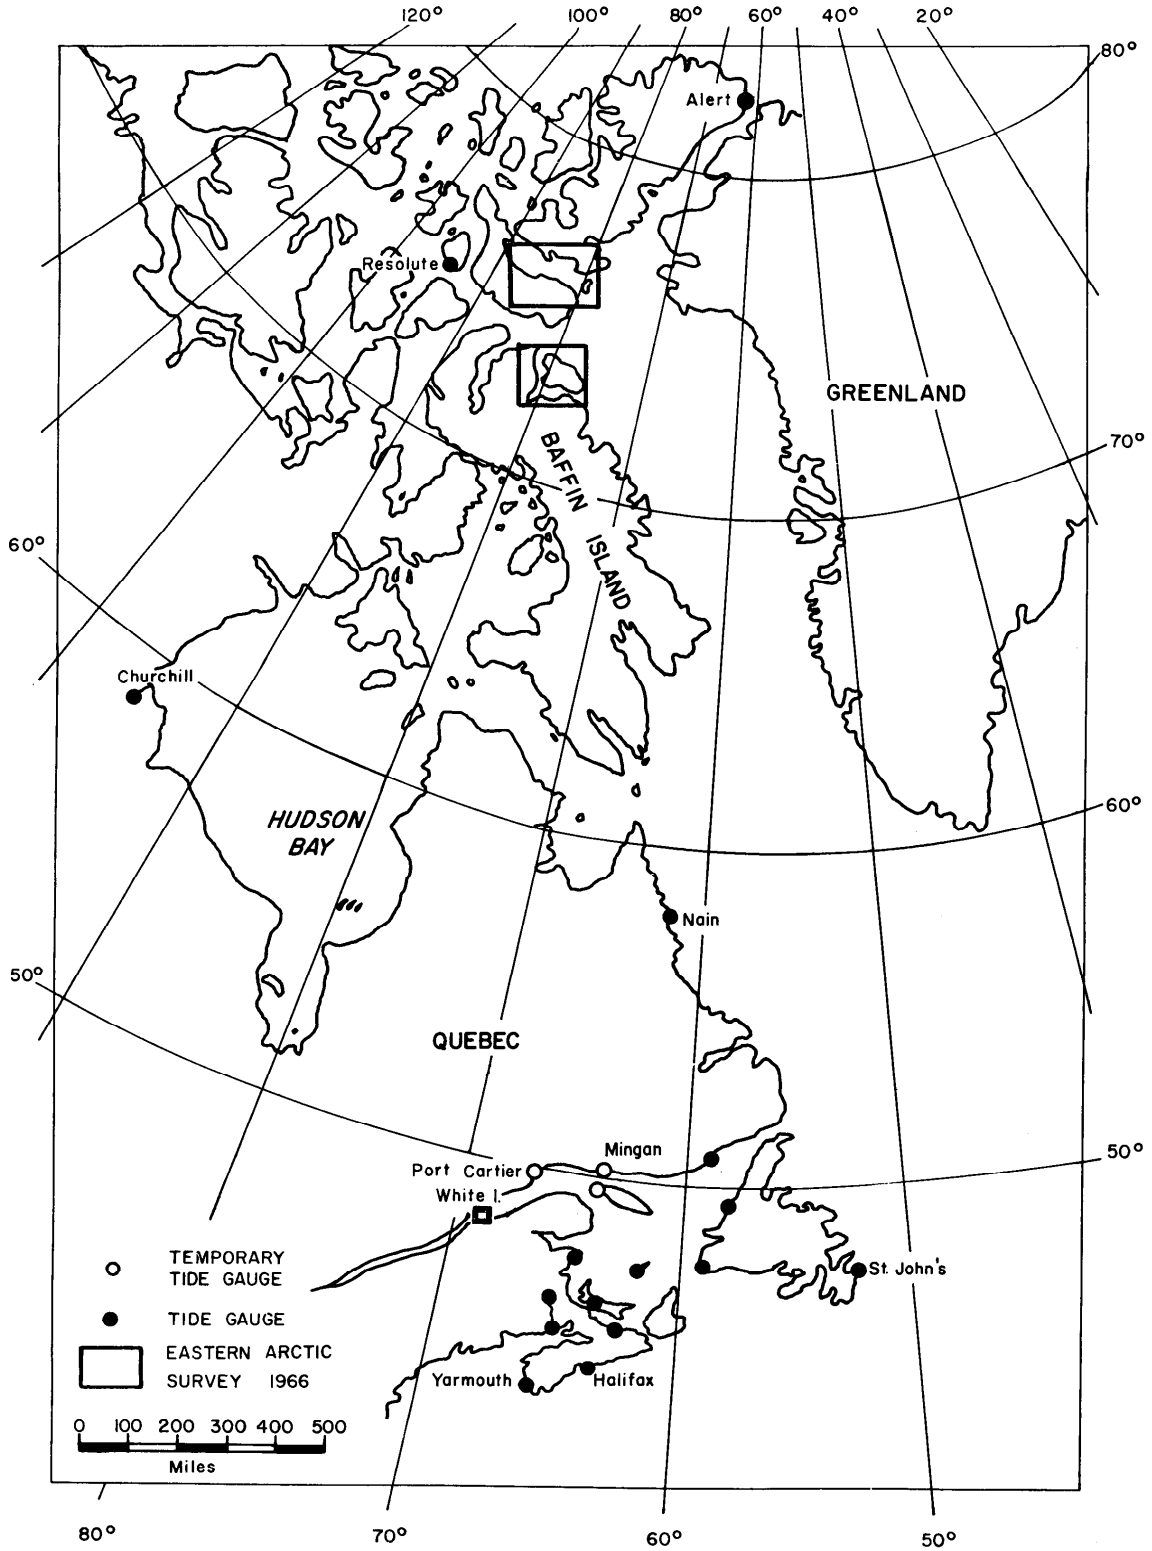 120° 100° 80° 60° 40° 20°
80°
Alert
Resolute
GREENLAND
70°
BAFFIN
ISLAND
60°
Churchill
60°
HUDSON
BAY
Nain
50°
QUEBEC
Mingan
50°
Port Cartier
White I.
TEMPORARY
TIDE GAUGE
St. John's
TIDE GAUGE
EASTERN ARCTIC
SURVEY 1966
Yarmouth
Halifax
0 100 200 300 400 500
Miles
80° 70° 60° 50°